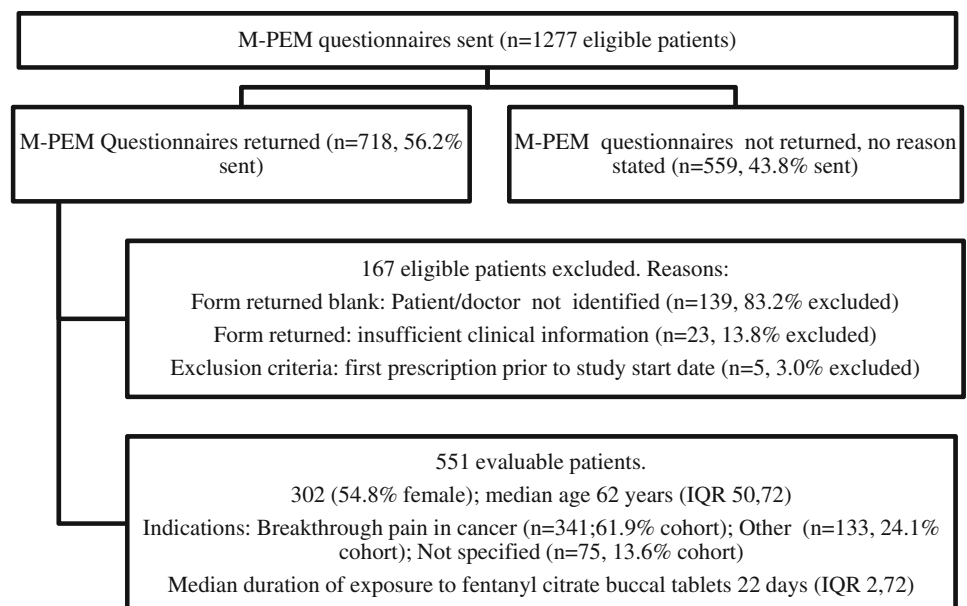 M-PEM questionnaires sent (n=1277 eligible patients)
M-PEM Questionnaires returned (n=718, 56.2%
sent)
M-PEM questionnaires not returned, no reason
stated (n=559, 43.8% sent)
167 eligible patients excluded. Reasons:
Form returned blank: Patient/doctor not identified (n=139, 83.2% excluded)
Form returned: insufficient clinical information (n=23, 13.8% excluded)
Exclusion criteria: first prescription prior to study start date (n=5, 3.0% excluded)
551 evaluable patients.
302 (54.8% female); median age 62 years (IQR 50,72)
Indications: Breakthrough pain in cancer (n=341;61.9% cohort); Other (n=133, 24.1%
cohort); Not specified (n=75, 13.6% cohort)
Median duration of exposure to fentanyl citrate buccal tablets 22 days (IQR 2,72)